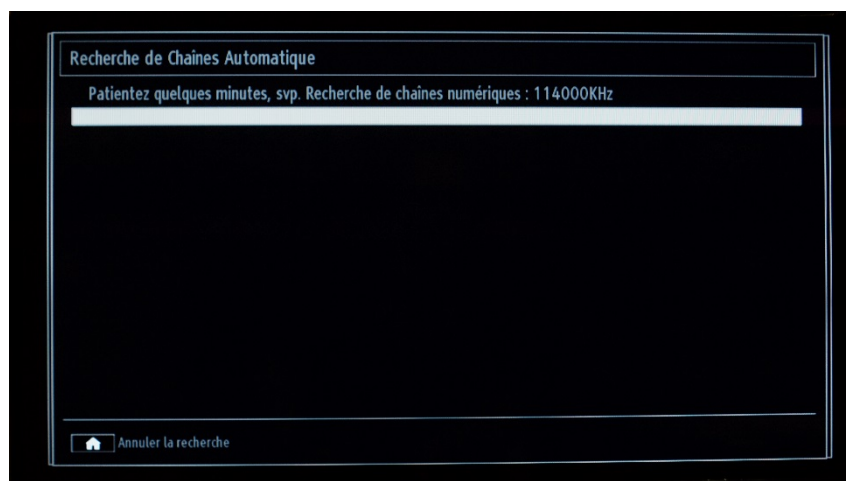 Recherche de Chaines Automatique
Patientez quelques minutes, svp. Recherche de chaines numériques : 114000KHz
Annuler la recherche